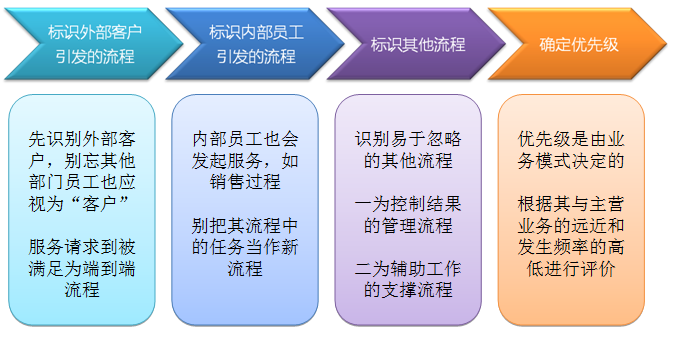 标识外部客户
引发的流程
标识内部员工
引发的流程
标识其他流程
确定优先级
先识别外部客
户，别忘其他
部门员工也应
视为“客户”
服务请求到被
满足为端到端
流程
内部员工也会
发起服务，如
销售过程
别把其流程中
的任务当作新
流程
识别易于忽略
的其他流程
一为控制结果
的管理流程
二为辅助工作
的支撑流程
优先级是由业
务模式决定的
根据其与主营
业务的远近和
发生频率的高
低进行评价